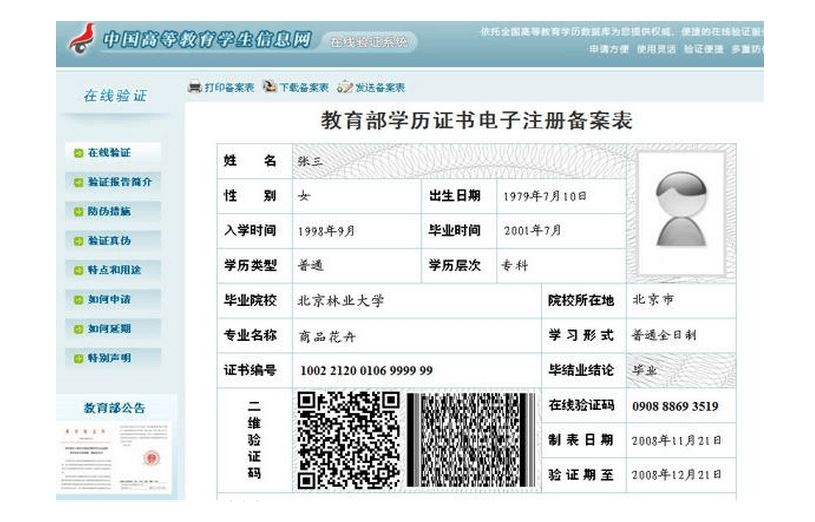 中国高等教育学生信息网 在线验证系统
依托全国高等教育学历数据库为您提供权威、便捷的在线验证服
申请方便 使用灵活 验证便捷 多重防
在线验证
打印备案表 下载备案表 发送备案表
教育部学历证书电子注册备案表
在线验证
验证报告简介
防伪措施
验证真伪
特点和用途
如何申请
如何延期
特别声明
教育部公告
姓 名 张三
性 别 女 出生日期 1979年7月10日
入学时间 1998年9月 毕业时间 2001年7月
学历类型 普通 学历层次 专科
毕业院校 北京林业大学 院校所在地 北京市
专业名称 商品花卉 学习形式 普通全日制
证书编号 1002 2120 0106 9999 99 毕结业结论 毕业
二维验证码 在线验证码 0908 8869 3519
制表日期 2008年11月21日
验证期至 2008年12月21日